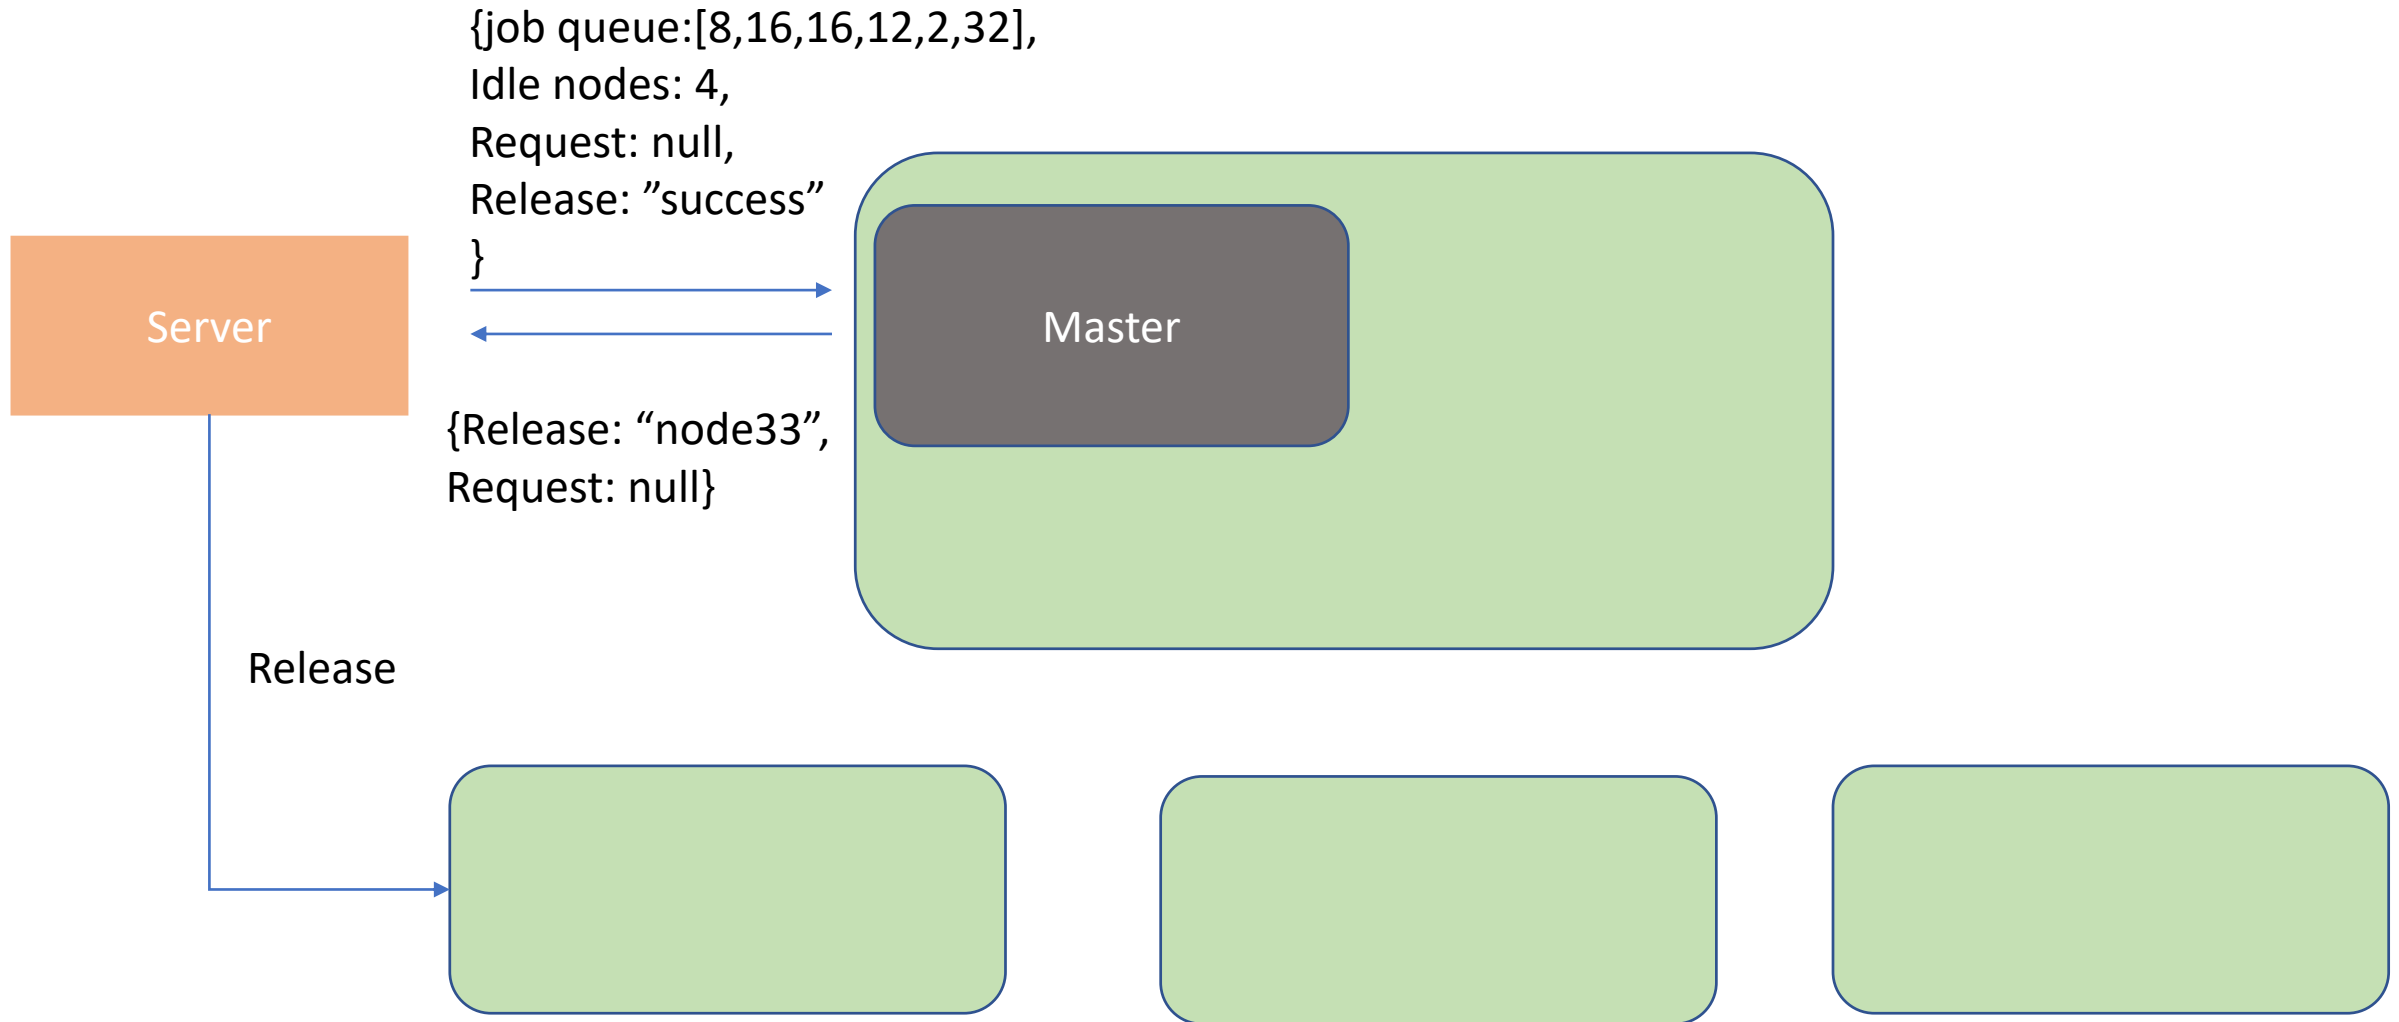 {job queue:[8,16,16,12,2,32],
Idle nodes: 4,
Request: null,
Release: ”success”
}
Server
Master
{Release: “node33”,
Request: null}
Release